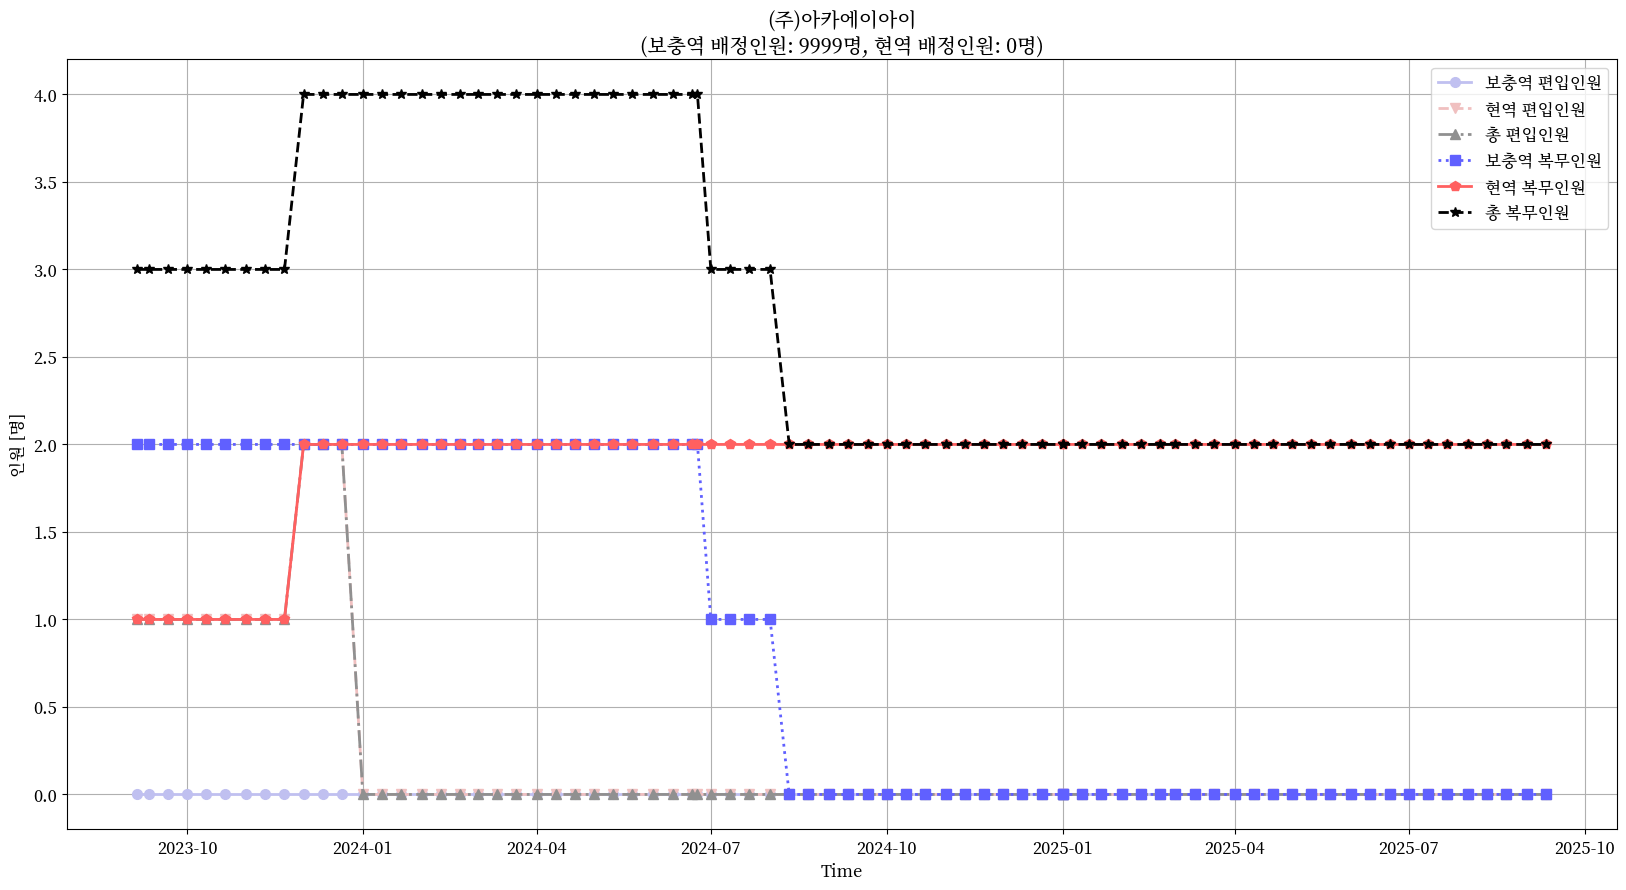 (주)아카에이아이
(보충역 배정인원: 9999명, 현역 배정인원: 0명)
보충역 편입인원
현역 편입인원
총 편입인원
보충역 복무인원
현역 복무인원
총 복무인원
인원 [명]
4.0
3.5
3.0
2.5
2.0
1.5
1.0
0.5
0.0
2023-10 2024-01 2024-04 2024-07 2024-10 2025-01 2025-04 2025-07 2025-10
Time